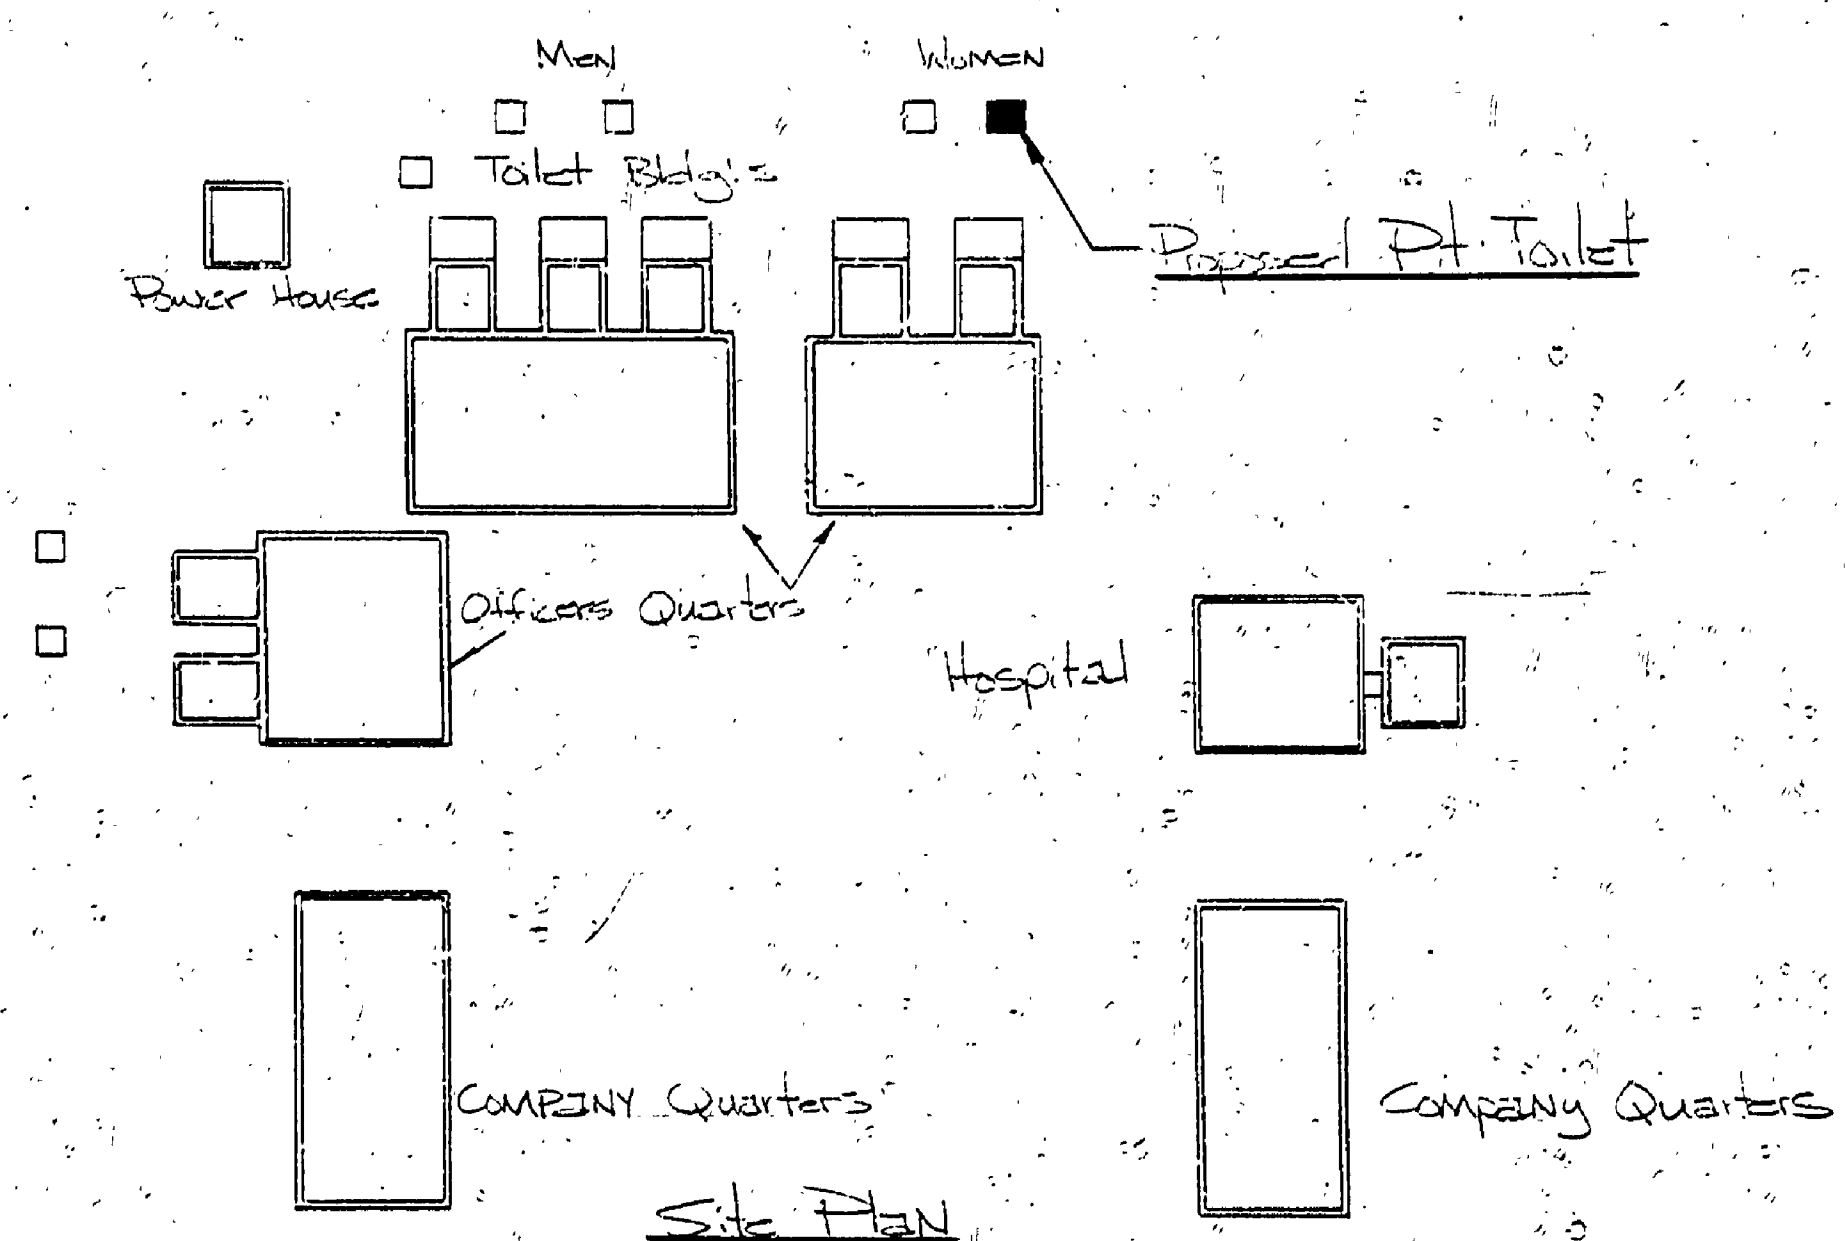 Men
Women
Toilet Bldg's
Proposed Pit Toilet
Power House
Officers Quarters
Hospital
Company Quarters
Company Quarters
Site Plan